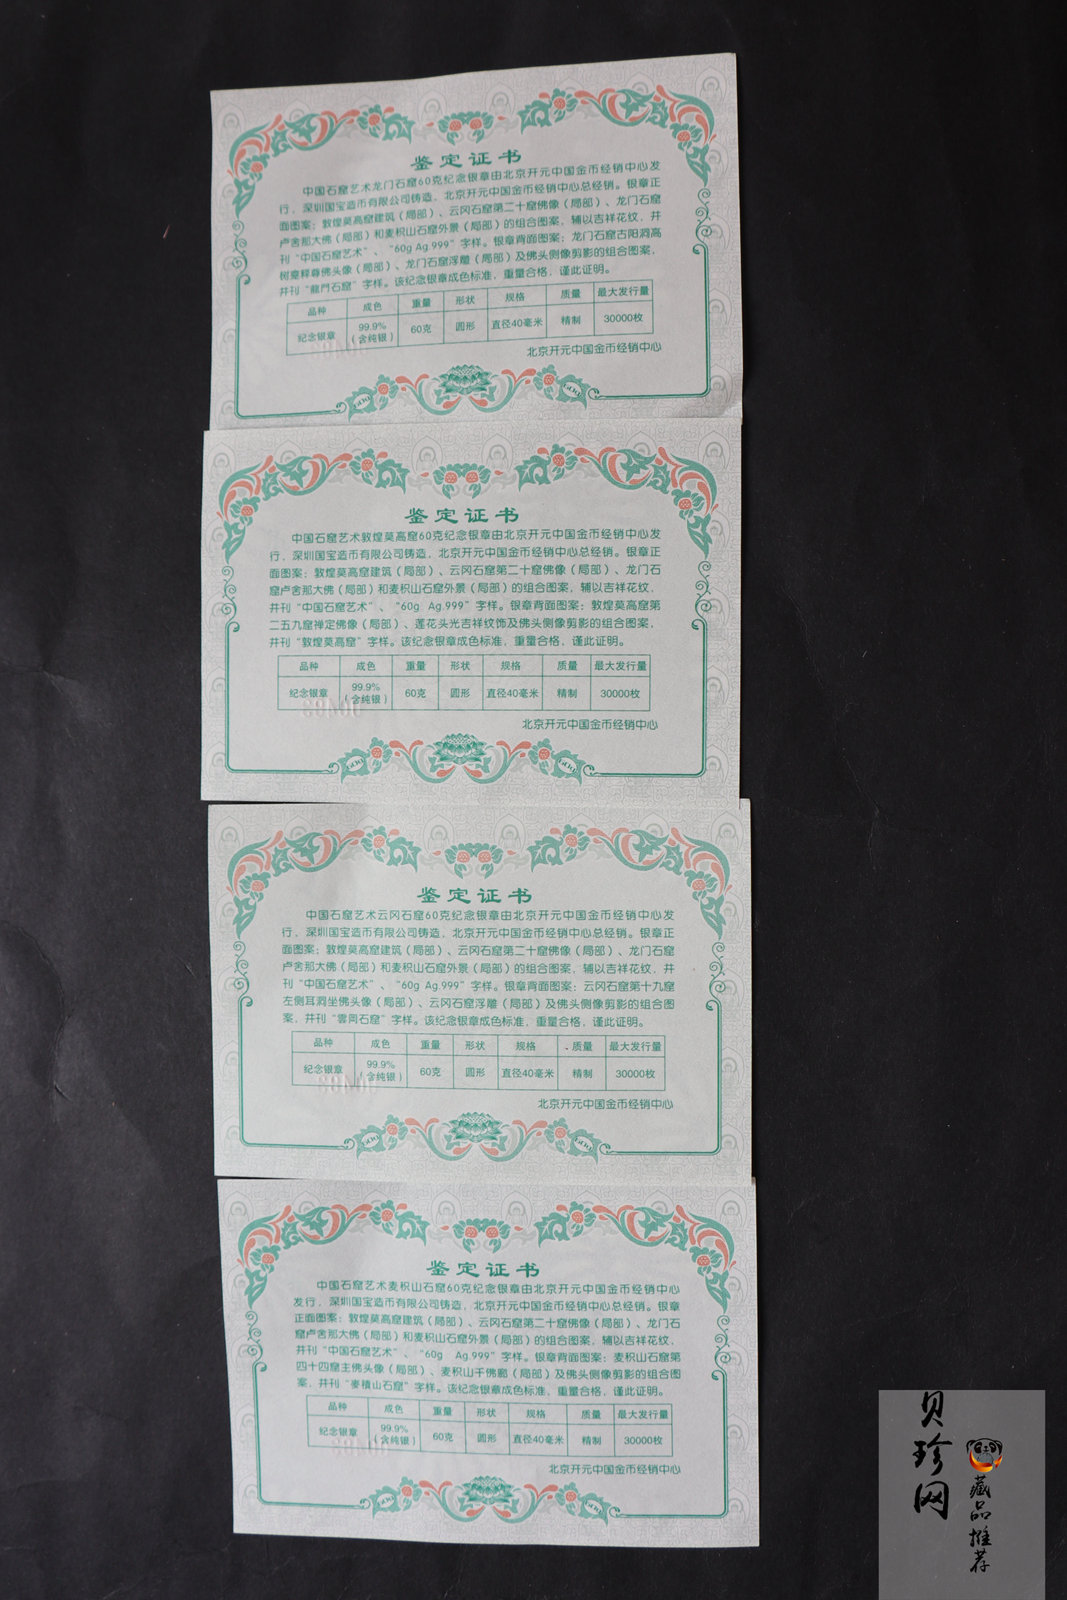 鉴定证书
中国石窟艺术龙门石窟60克纪念银章由北京开元中国金币经销中心发
行，深圳国宝造币有限公司铸造，北京开元中国金币经销中心总经销。银章正
面图案：敦煌莫高窟建筑（局部）、云冈石窟第二十窟佛像（局部）、龙门石窟
卢舍那大佛（局部）和麦积山石窟外景（局部）的组合图案，辅以吉祥花纹，并
刊“中国石窟艺术”、“60g Ag.999”字样。银章背面图案：龙门石窟古阳洞高
树龛释尊佛头像（局部）、龙门石窟浮雕（局部）及佛头侧像剪影的组合图案，
并刊“龍門石窟”字样。该纪念银章成色标准，重量合格，谨此证明。
品种 成色 重量 形状 规格 质量 最大发行量
纪念银章 99.9%（含纯银） 60克 圆形 直径40毫米 精制 30000枚
北京开元中国金币经销中心
鉴定证书
中国石窟艺术敦煌莫高窟60克纪念银章由北京开元中国金币经销中心发
行，深圳国宝造币有限公司铸造，北京开元中国金币经销中心总经销。银章正
面图案：敦煌莫高窟建筑（局部）、云冈石窟第二十窟佛像（局部）、龙门石
窟卢舍那大佛（局部）和麦积山石窟外景（局部）的组合图案，辅以吉祥花纹，
并刊“中国石窟艺术”、“60g Ag.999”字样。银章背面图案：敦煌莫高窟第
二五九窟禅定佛像（局部）、莲花头光吉祥纹饰及佛头侧像剪影的组合图案，
并刊“敦煌莫高窟”字样。该纪念银章成色标准，重量合格，谨此证明。
品种 成色 重量 形状 规格 质量 最大发行量
纪念银章 99.9%（含纯银） 60克 圆形 直径40毫米 精制 30000枚
北京开元中国金币经销中心
鉴定证书
中国石窟艺术云冈石窟60克纪念银章由北京开元中国金币经销中心发
行，深圳国宝造币有限公司铸造，北京开元中国金币经销中心总经销。银章正
面图案：敦煌莫高窟建筑（局部）、云冈石窟第二十窟佛像（局部）、龙门石窟
卢舍那大佛（局部）和麦积山石窟外景（局部）的组合图案，辅以吉祥花纹，并
刊“中国石窟艺术”、“60g Ag.999”字样。银章背面图案：云冈石窟第十九窟
左侧耳洞坐佛头像（局部）、云冈石窟浮雕（局部）及佛头侧像剪影的组合图
案，并刊“雲岡石窟”字样。该纪念银章成色标准，重量合格，谨此证明。
品种 成色 重量 形状 规格 质量 最大发行量
纪念银章 99.9%（含纯银） 60克 圆形 直径40毫米 精制 30000枚
北京开元中国金币经销中心
鉴定证书
中国石窟艺术麦积山石窟60克纪念银章由北京开元中国金币经销中心
发行，深圳国宝造币有限公司铸造，北京开元中国金币经销中心总经销。银章
正面图案：敦煌莫高窟建筑（局部）、云冈石窟第二十窟佛像（局部）、龙门石
窟卢舍那大佛（局部）和麦积山石窟外景（局部）的组合图案，辅以吉祥花纹，
并刊“中国石窟艺术”、“60g Ag.999”字样。银章背面图案：麦积山石窟第
四十四窟主佛头像（局部）、麦积山千佛廊（局部）及佛头侧像剪影的组合图
案，并刊“麥積山石窟”字样。该纪念银章成色标准，重量合格，谨此证明。
品种 成色 重量 形状 规格 质量 最大发行量
纪念银章 99.9%（含纯银） 60克 圆形 直径40毫米 精制 30000枚
北京开元中国金币经销中心
贝珍网
藏品推荐